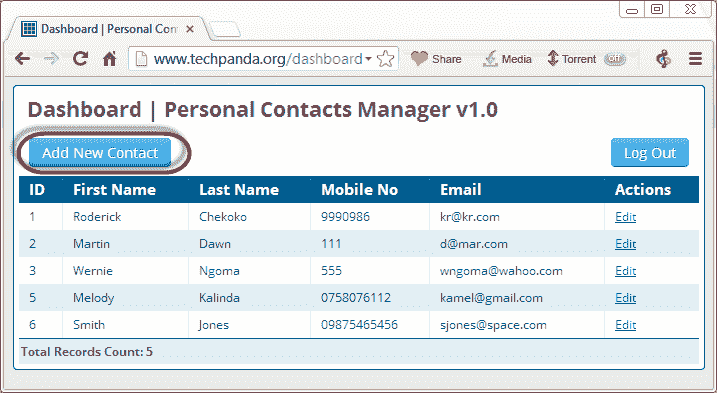 Dashboard | Personal Cont
www.techpanda.org/dashboard
Share
Media
Torrent
Off
Dashboard | Personal Contacts Manager v1.0
Add New Contact
Log Out
ID First Name Last Name Mobile No Email Actions
1 Roderick Chekoko 9990986 kr@kr.com Edit
2 Martin Dawn 111 d@mar.com Edit
3 Wernie Ngoma 555 wngoma@wahoo.com Edit
5 Melody Kalinda 0758076112 kamel@gmail.com Edit
6 Smith Jones 09875465456 sjones@space.com Edit
Total Records Count: 5